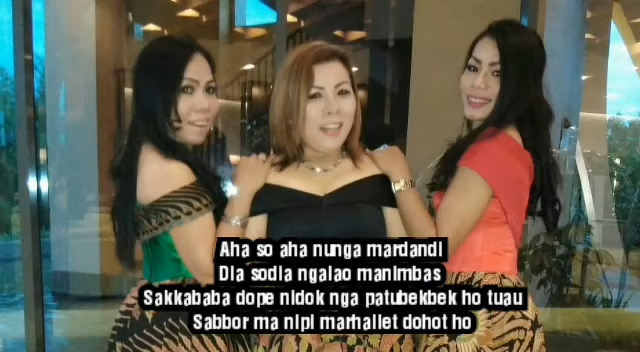 Aha so aha nunga mardandi
Dia sodia ngalao manimbas
Sakkababa dope nidok nga patubekbek ho tuau
Sabbor ma nipi marhallet dohot ho